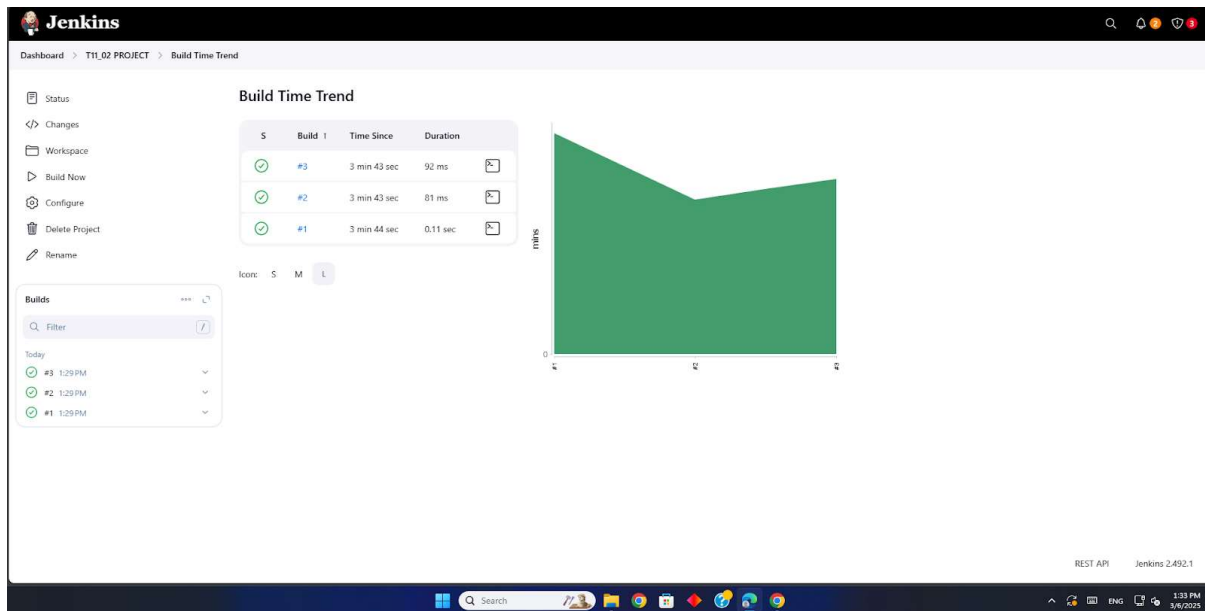 Jenkins
2
3
Dashboard > T11_02 PROJECT > Build Time Trend
Status
Changes
Workspace
Build Now
Configure
Delete Project
Rename
Builds
Filter
/
Today
#3 1:29 PM
#2 1:29 PM
#1 1:29 PM
Build Time Trend
S Build ↑ Time Since Duration
#3 3 min 43 sec 92 ms
#2 3 min 43 sec 81 ms
#1 3 min 44 sec 0.11 sec
Icon: S M L
mins
0
#1 #2 #3
REST API Jenkins 2.492.1
Search
ENG
1:33 PM
3/6/2025